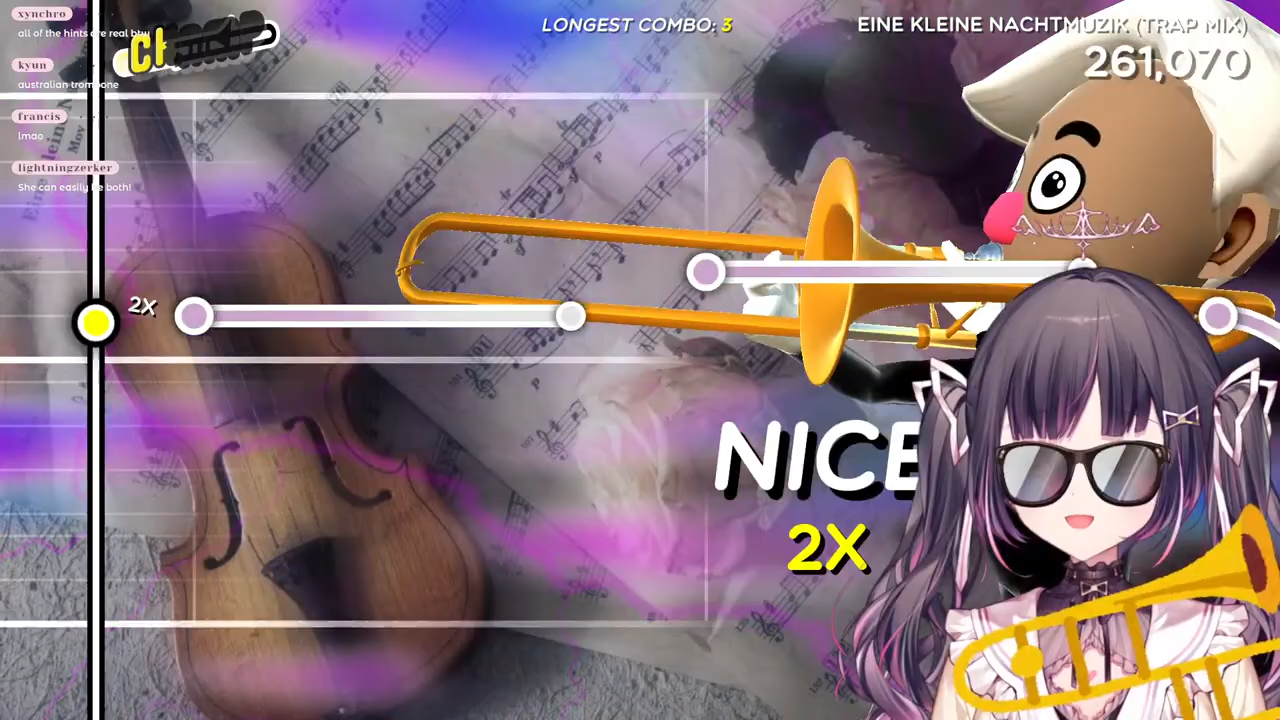 xynchro
all of the hints are real btw
kyun
australian trombone
francis
lmao
lightningzerker
She can easily be both!
LONGEST COMBO: 3
EINE KLEINE NACHTMUZIK (TRAP MIX)
261,070
2X
NICE
2X